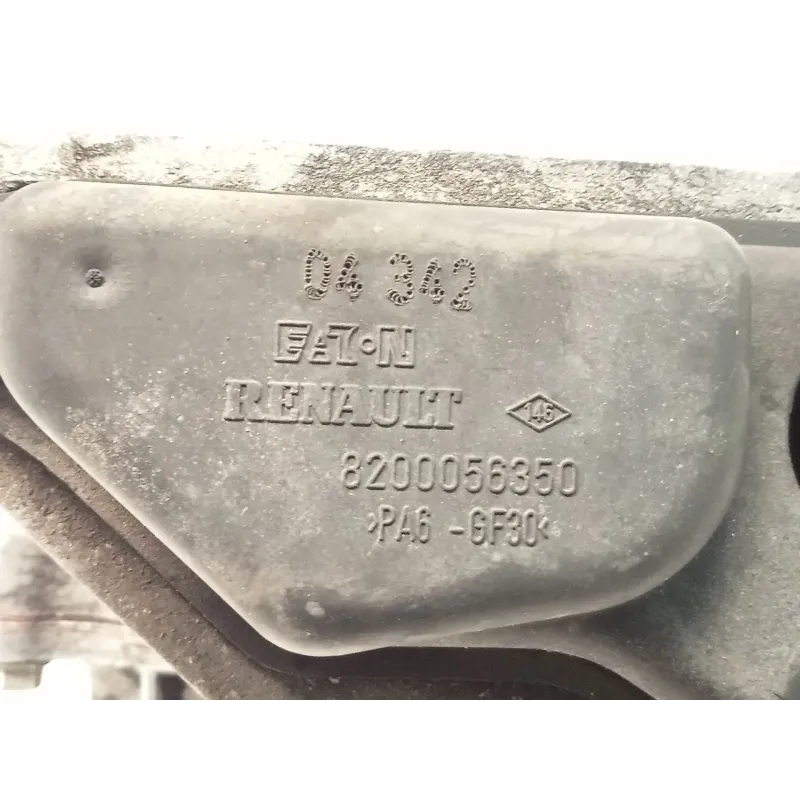 04 342
EATON
RENAULT
146
8200056350
>PA6-GF30<